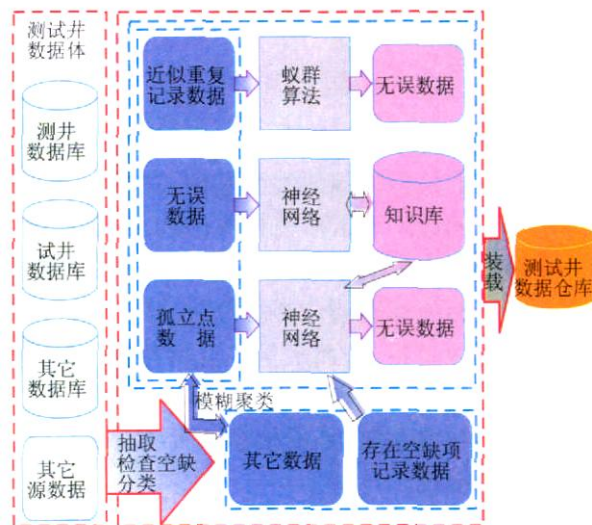 测试井
数据体
测井
数据库
试井
数据库
其它
数据库
其它
源数据
近似重复
记录数据
蚁群
算法
无误数据
无误
数据
神经
网络
知识库
孤立点
数 据
神经
网络
无误数据
模糊聚类
抽取
检查空缺
分类
其它数据
存在空缺项
记录数据
装
载
测试井
数据仓库